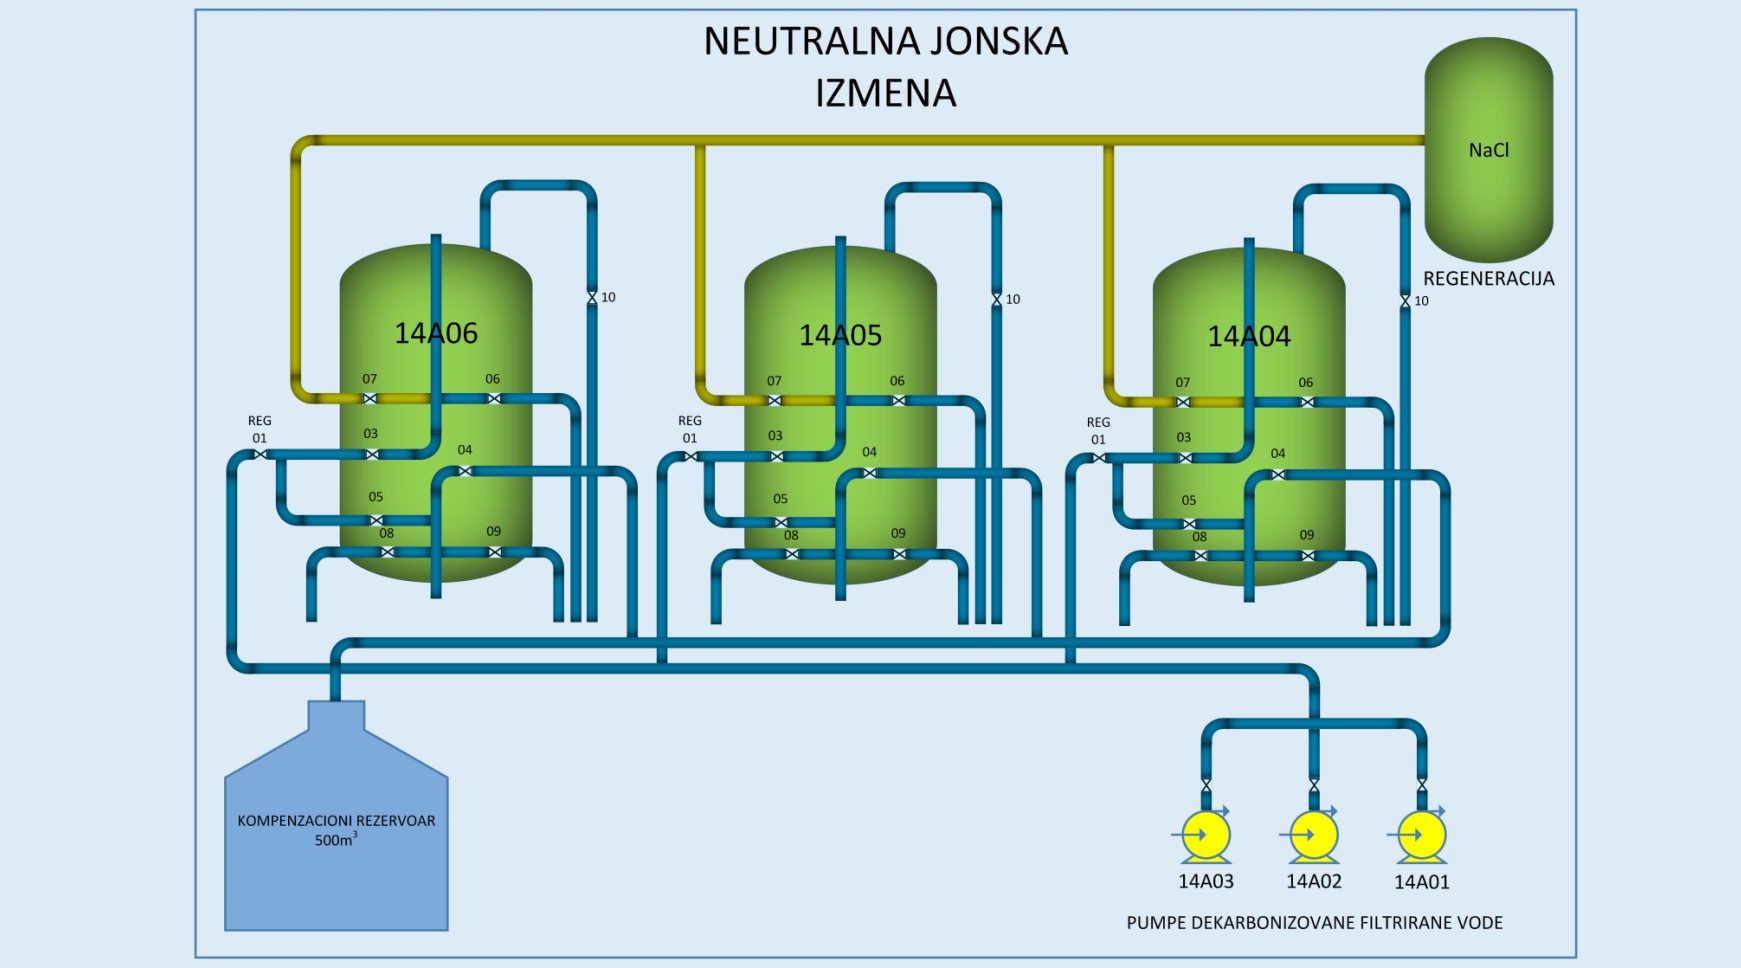 NEUTRALNA JONSKA
IZMENA
NaCl
REGENERACIJA
14A06
10
07
06
REG
01
03
04
05
08
09
14A05
10
07
06
REG
01
03
04
05
08
09
14A04
10
07
06
REG
01
03
04
05
08
09
KOMPENZACIONI REZERVOAR
500m³
14A03
14A02
14A01
PUMPE DEKARBONIZOVANE FILTRIRANE VODE